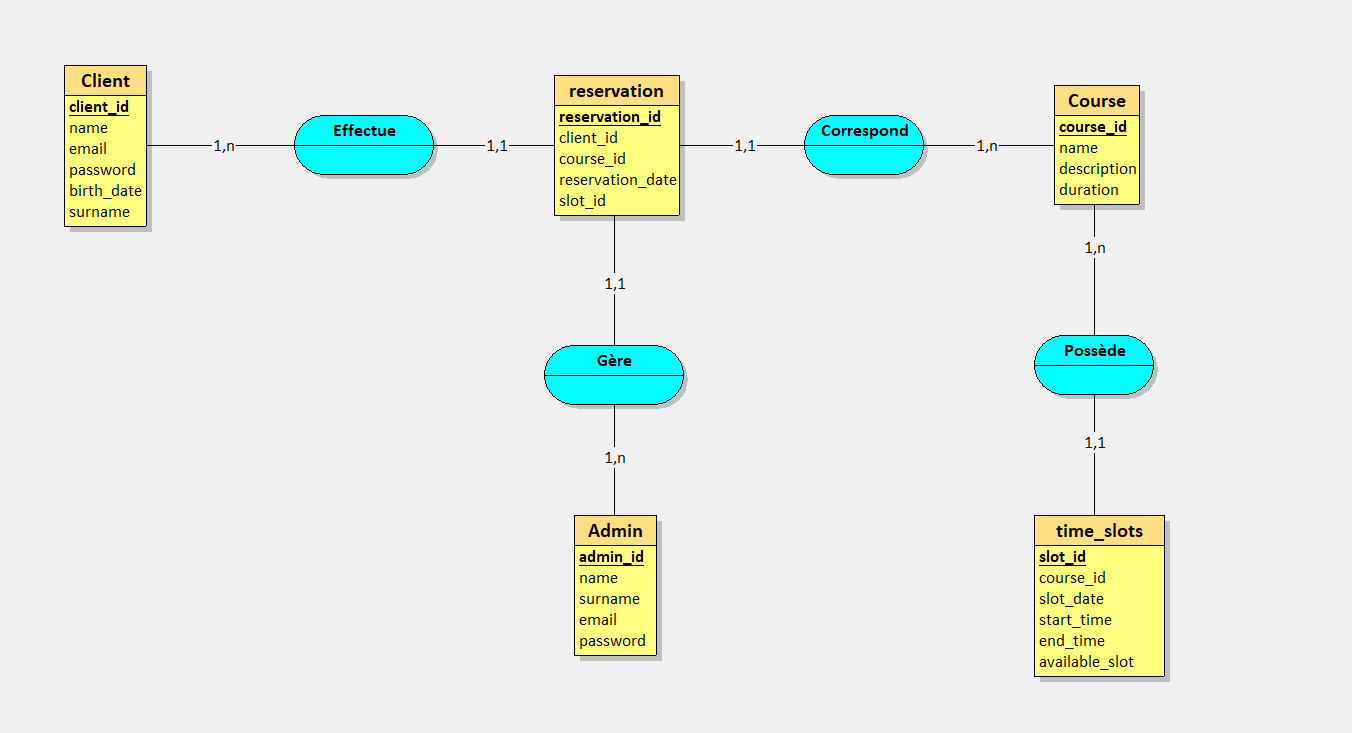 Client
client_id
name
email
password
birth_date
surname
1,n
Effectue
1,1
reservation
reservation_id
client_id
course_id
reservation_date
slot_id
1,1
Correspond
1,n
Course
course_id
name
description
duration
1,1
Gère
1,n
Admin
admin_id
name
surname
email
password
1,n
Possède
1,1
time_slots
slot_id
course_id
slot_date
start_time
end_time
available_slot